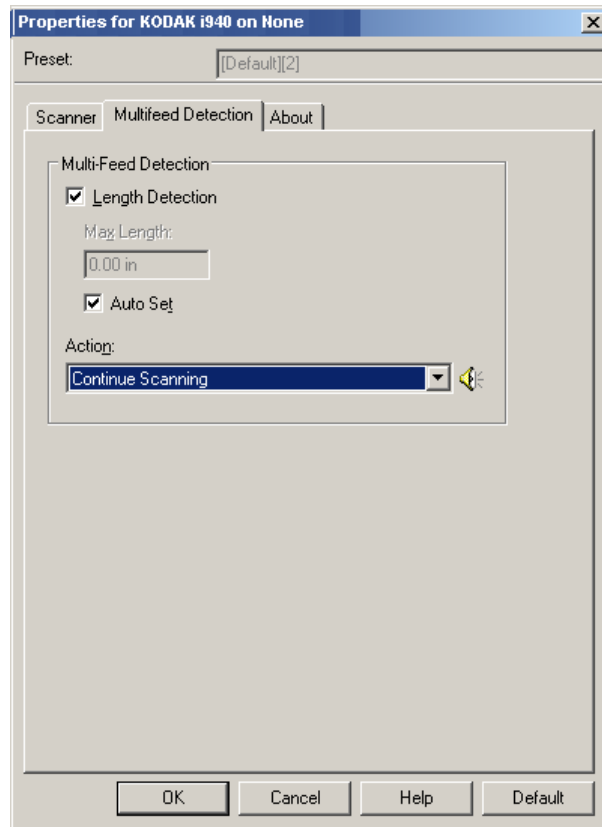 Properties for KODAK i940 on None
Preset: [Default][2]
Scanner Multifeed Detection About
Multi-Feed Detection
Length Detection
Max Length:
0.00 in
Auto Set
Action:
Continue Scanning
OK Cancel Help Default